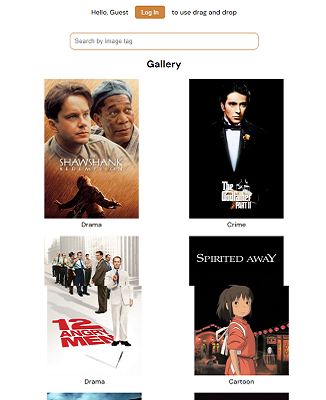 Hello, Guest Log In to use drag and drop
Search by image tag
Gallery
SHAWSHANK
REDEMPTION
The
Godfather
PART II
Drama
Crime
12
ANGRY
MEN
SPIRITED AWAY
Drama
Cartoon